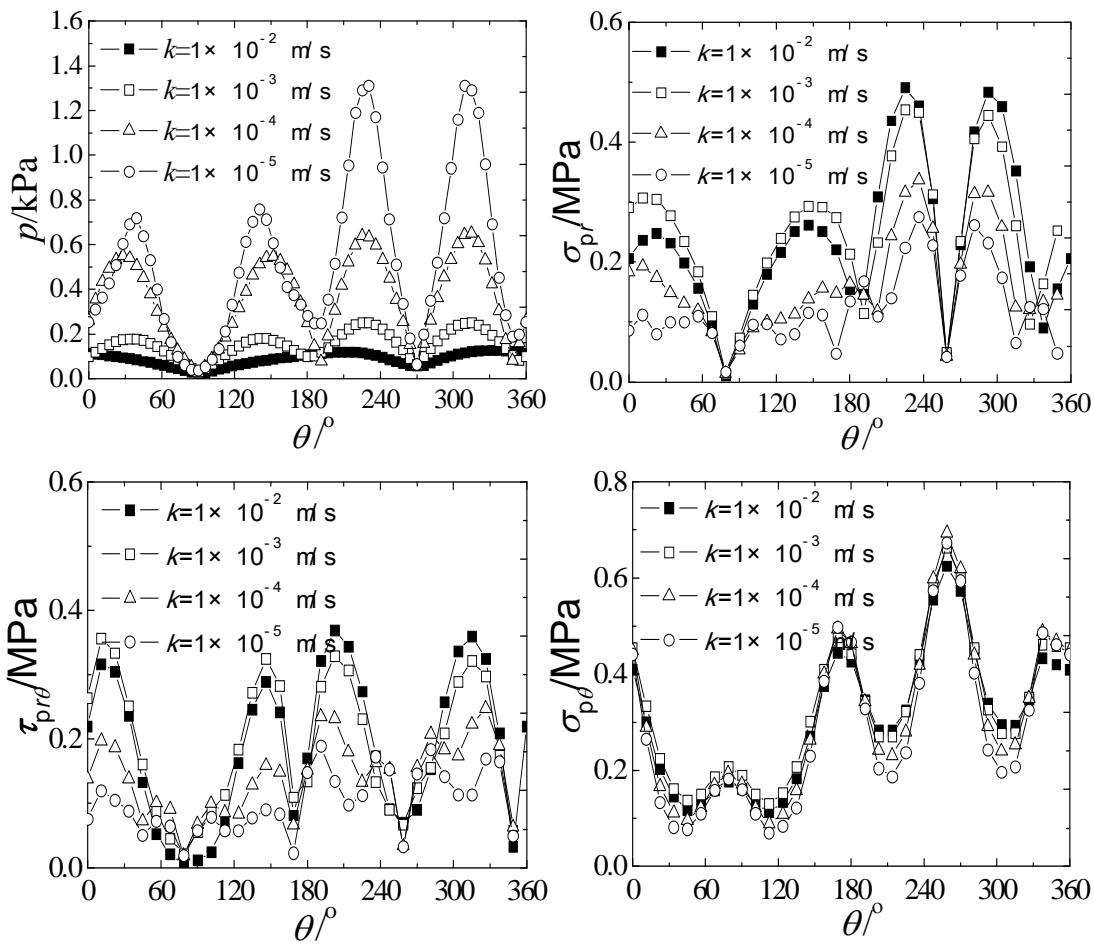 p/kPa
1.6
1.4
1.2
1.0
0.8
0.6
0.4
0.2
0.0
k=1× 10⁻² m/s
k=1× 10⁻³ m/s
k=1× 10⁻⁴ m/s
k=1× 10⁻⁵ m/s
0 60 120 180 240 300 360
θ/°
σpr/MPa
0.6
0.4
0.2
0.0
k=1× 10⁻² m/s
k=1× 10⁻³ m/s
k=1× 10⁻⁴ m/s
k=1× 10⁻⁵ m/s
0 60 120 180 240 300 360
θ/°
τprθ/MPa
0.6
0.4
0.2
0.0
k=1× 10⁻² m/s
k=1× 10⁻³ m/s
k=1× 10⁻⁴ m/s
k=1× 10⁻⁵ m/s
0 60 120 180 240 300 360
θ/°
σpθ/MPa
0.8
0.6
0.4
0.2
0.0
k=1× 10⁻² m/s
k=1× 10⁻³ m/s
k=1× 10⁻⁴ m/s
k=1× 10⁻⁵ m/s
0 60 120 180 240 300 360
θ/°